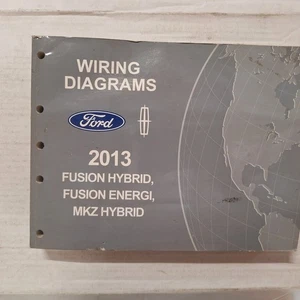 WIRING
DIAGRAMS
Ford
2013
FUSION HYBRID,
FUSION ENERGI,
MKZ HYBRID